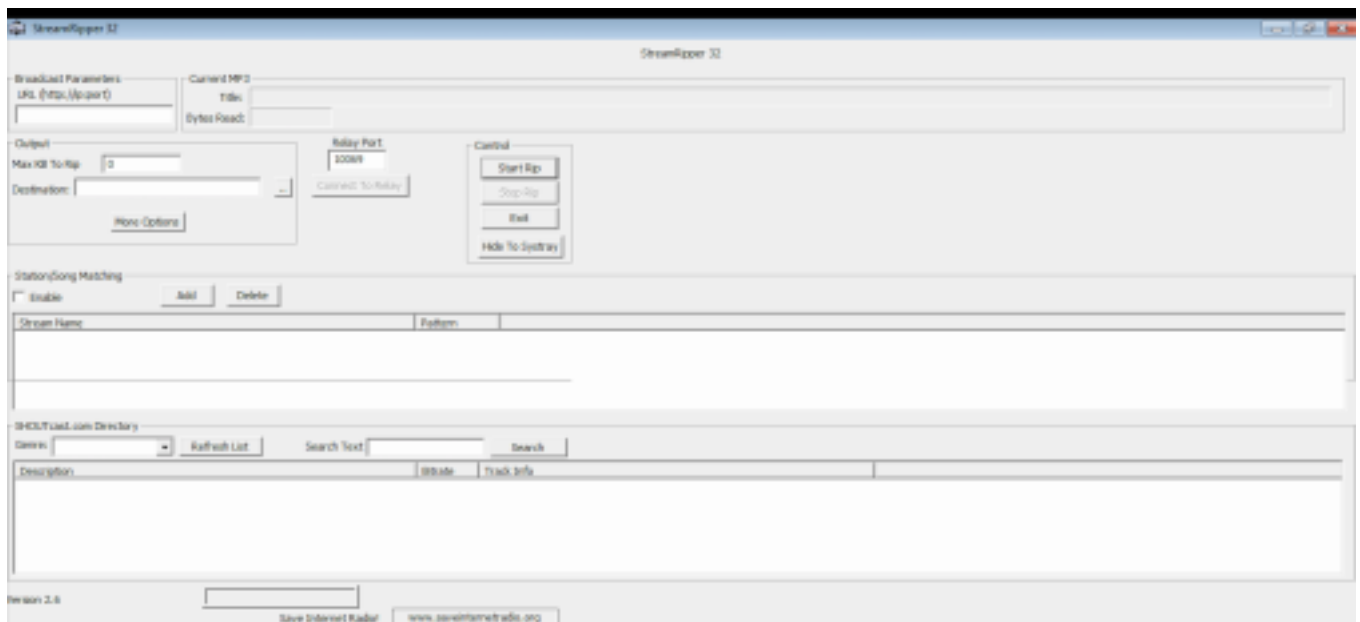 StreamRipper 32
StreamRipper 32
Broadcast Parameters
URL (http://ip:port)
Current MP3
Title:
Bytes Read:
Output
Max KB To Rip
0
Destination:
...
More Options
Relay Port
10069
Connect To Relay
Control
Start Rip
Stop Rip
Exit
Hide To Systray
Station/Song Matching
Enable
Add
Delete
Stream Name
Pattern
SHOUTcast.com Directory
Genre:
Refresh List
Search Text
Search
Description
Bitrate
Track Info
Version 2.6
Save Internet Radio!
www.saveinternetradio.org